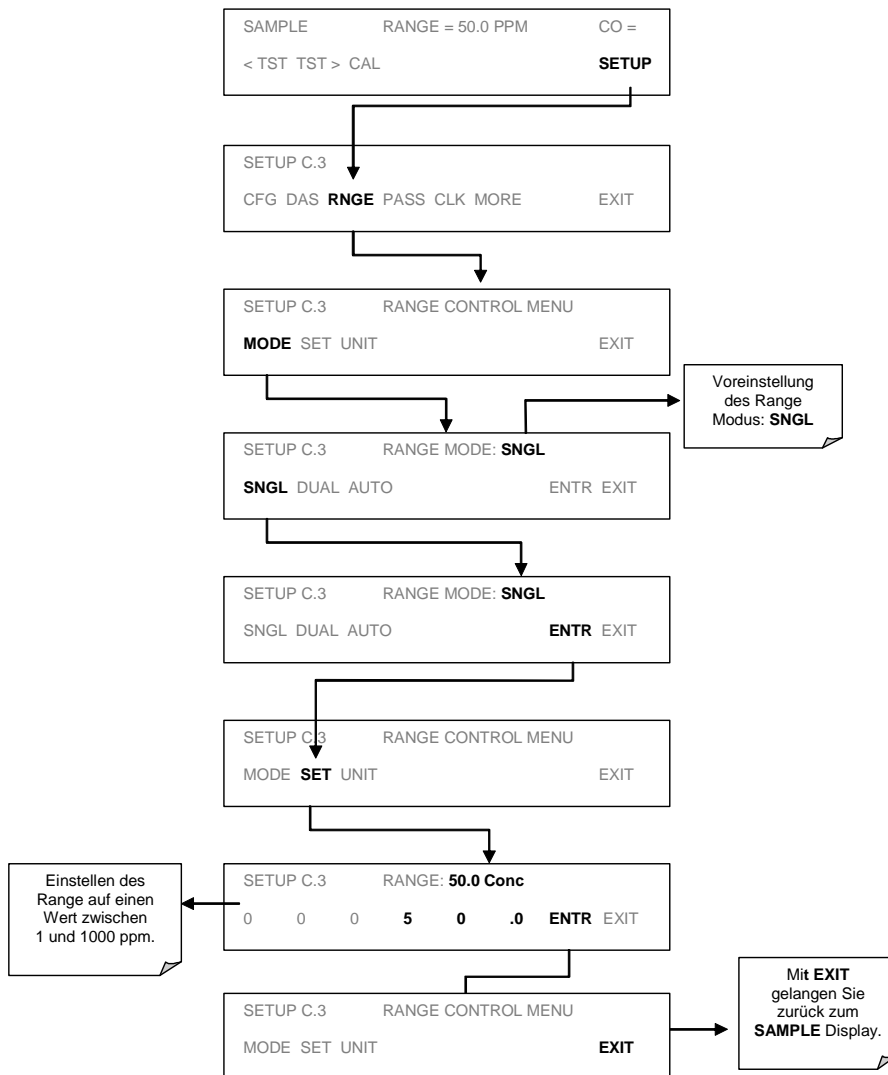 SAMPLE RANGE = 50.0 PPM CO =
< TST TST > CAL SETUP
SETUP C.3
CFG DAS RNGE PASS CLK MORE EXIT
SETUP C.3 RANGE CONTROL MENU
MODE SET UNIT EXIT
Voreinstellung
des Range
Modus: SNGL
SETUP C.3 RANGE MODE: SNGL
SNGL DUAL AUTO ENTR EXIT
SETUP C.3 RANGE MODE: SNGL
SNGL DUAL AUTO ENTR EXIT
SETUP C.3 RANGE CONTROL MENU
MODE SET UNIT EXIT
Einstellen des
Range auf einen
Wert zwischen
1 und 1000 ppm.
SETUP C.3 RANGE: 50.0 Conc
0 0 0 5 0 .0 ENTR EXIT
SETUP C.3 RANGE CONTROL MENU
MODE SET UNIT EXIT
Mit EXIT
gelangen Sie
zurück zum
SAMPLE Display.